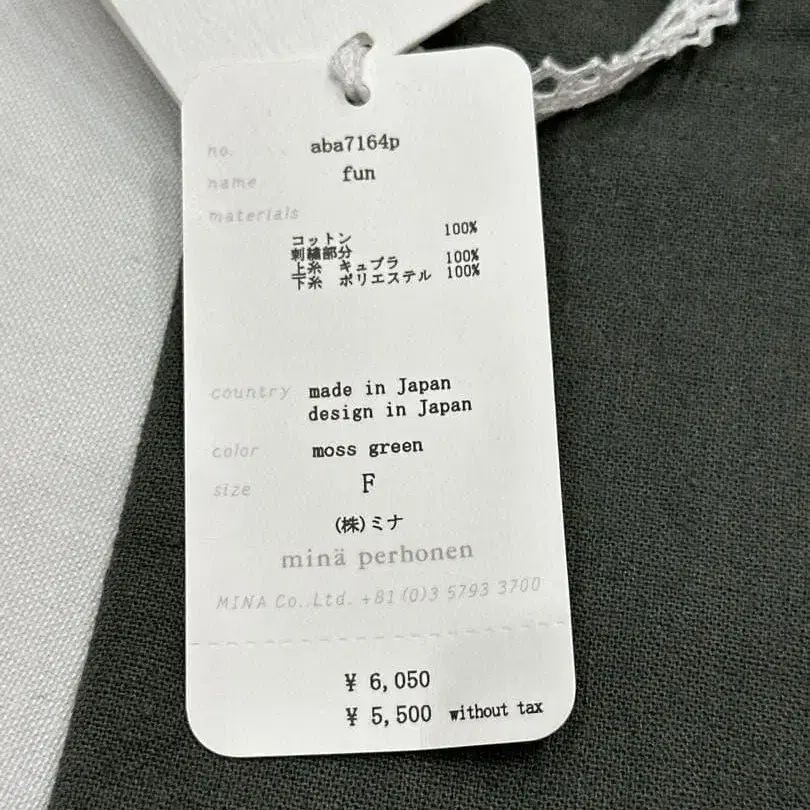 no. aba7164p
name fun
materials
コットン 100%
刺繍部分
上糸 キュプラ 100%
下糸 ポリエステル 100%
country made in Japan
design in Japan
color moss green
size F
(株)ミナ
minä perhonen
MINA Co.,Ltd. +81(0)3 5793 3700
¥ 6,050
¥ 5,500 without tax